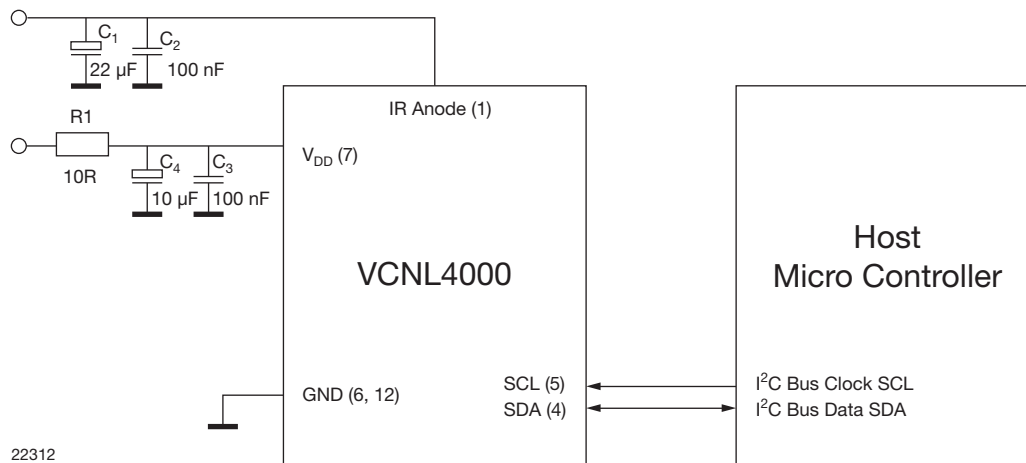 C1
C2
22 µF
100 nF
IR Anode (1)
R1
VDD (7)
C4
C3
10R
10 µF
100 nF
Host
Micro Controller
VCNL4000
GND (6, 12)
SCL (5)
I²C Bus Clock SCL
SDA (4)
I²C Bus Data SDA
22312